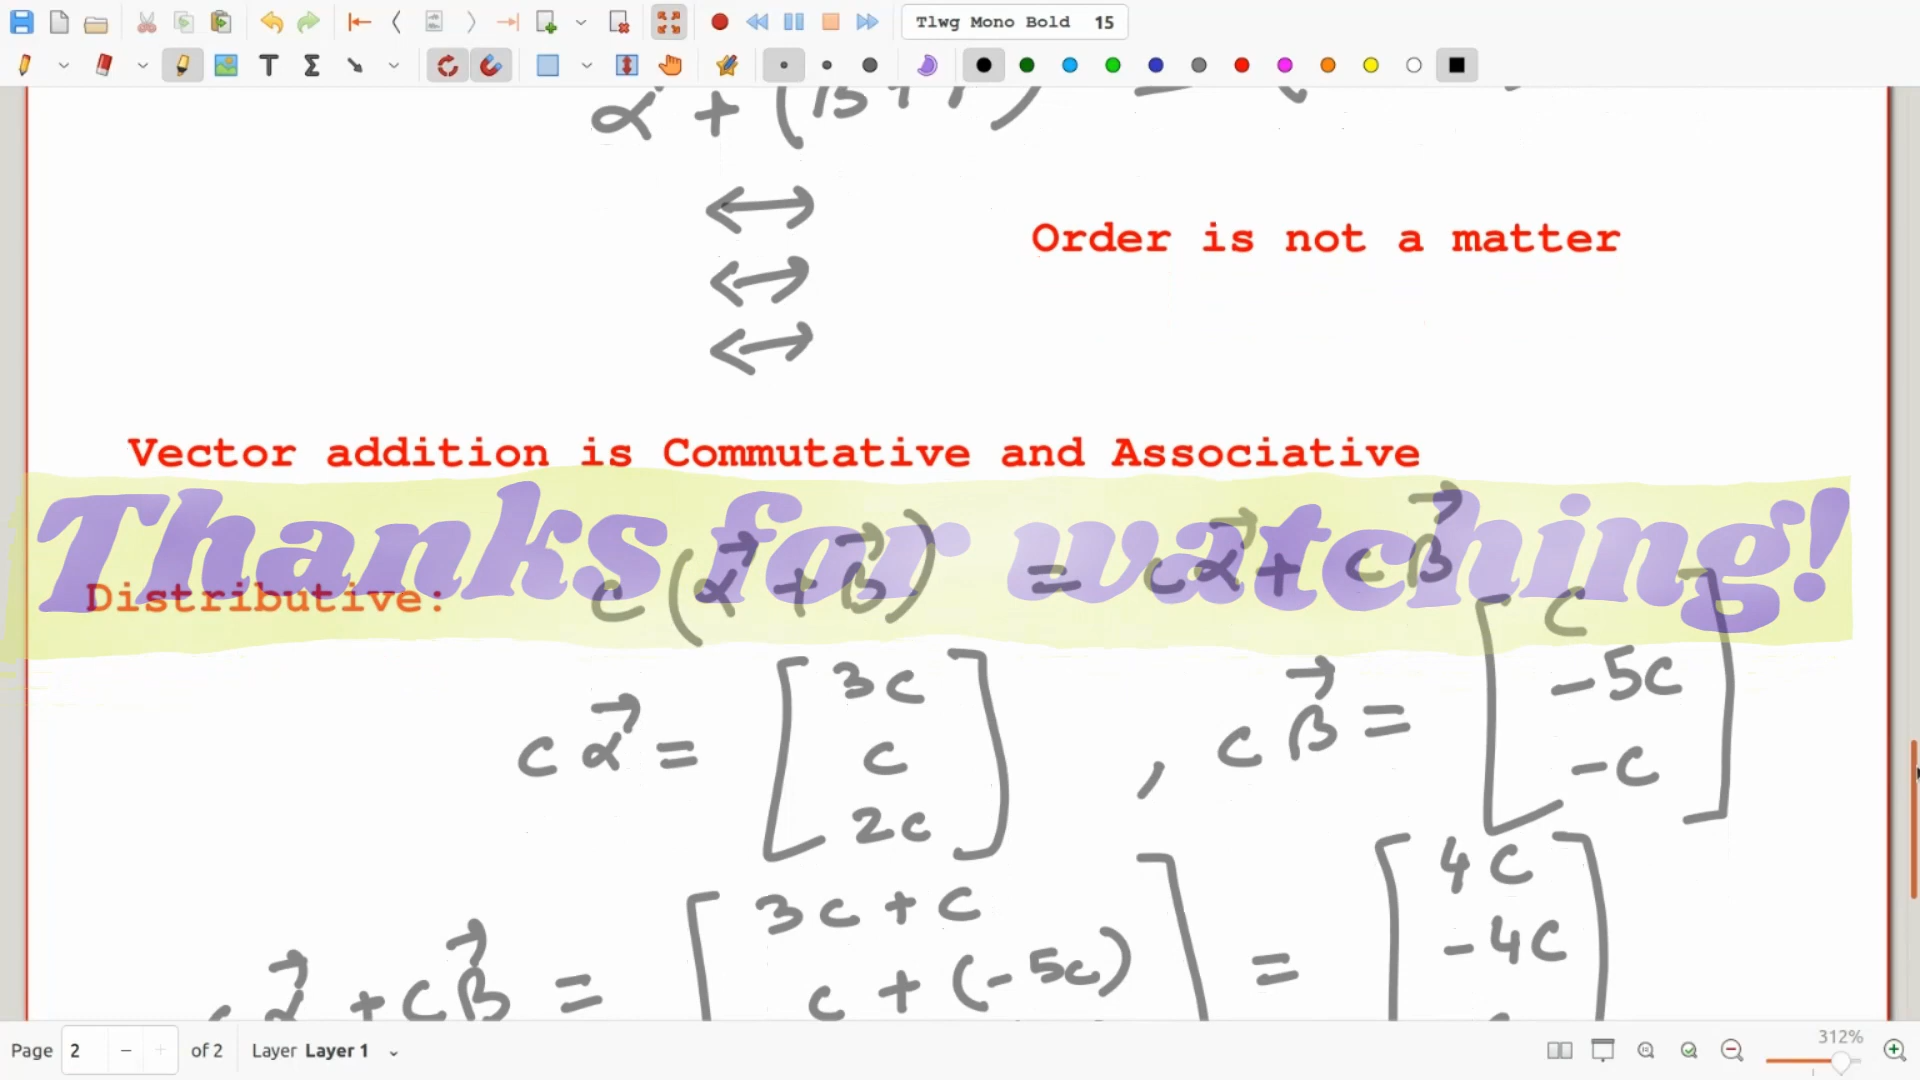 Tlwg Mono Bold 15
α + (
Order is not a matter
Vector addition is Commutative and Associative
Thanks for watching!
Distributive: c(α⃗ + β⃗) = cα⃗ + cβ⃗
cα⃗ = [3c c 2c] , cβ⃗ = [c -5c -c]
cα⃗ + cβ⃗ = [3c + c c + (-5c) = [4c -4c
Page 2 of 2 Layer Layer 1 312%